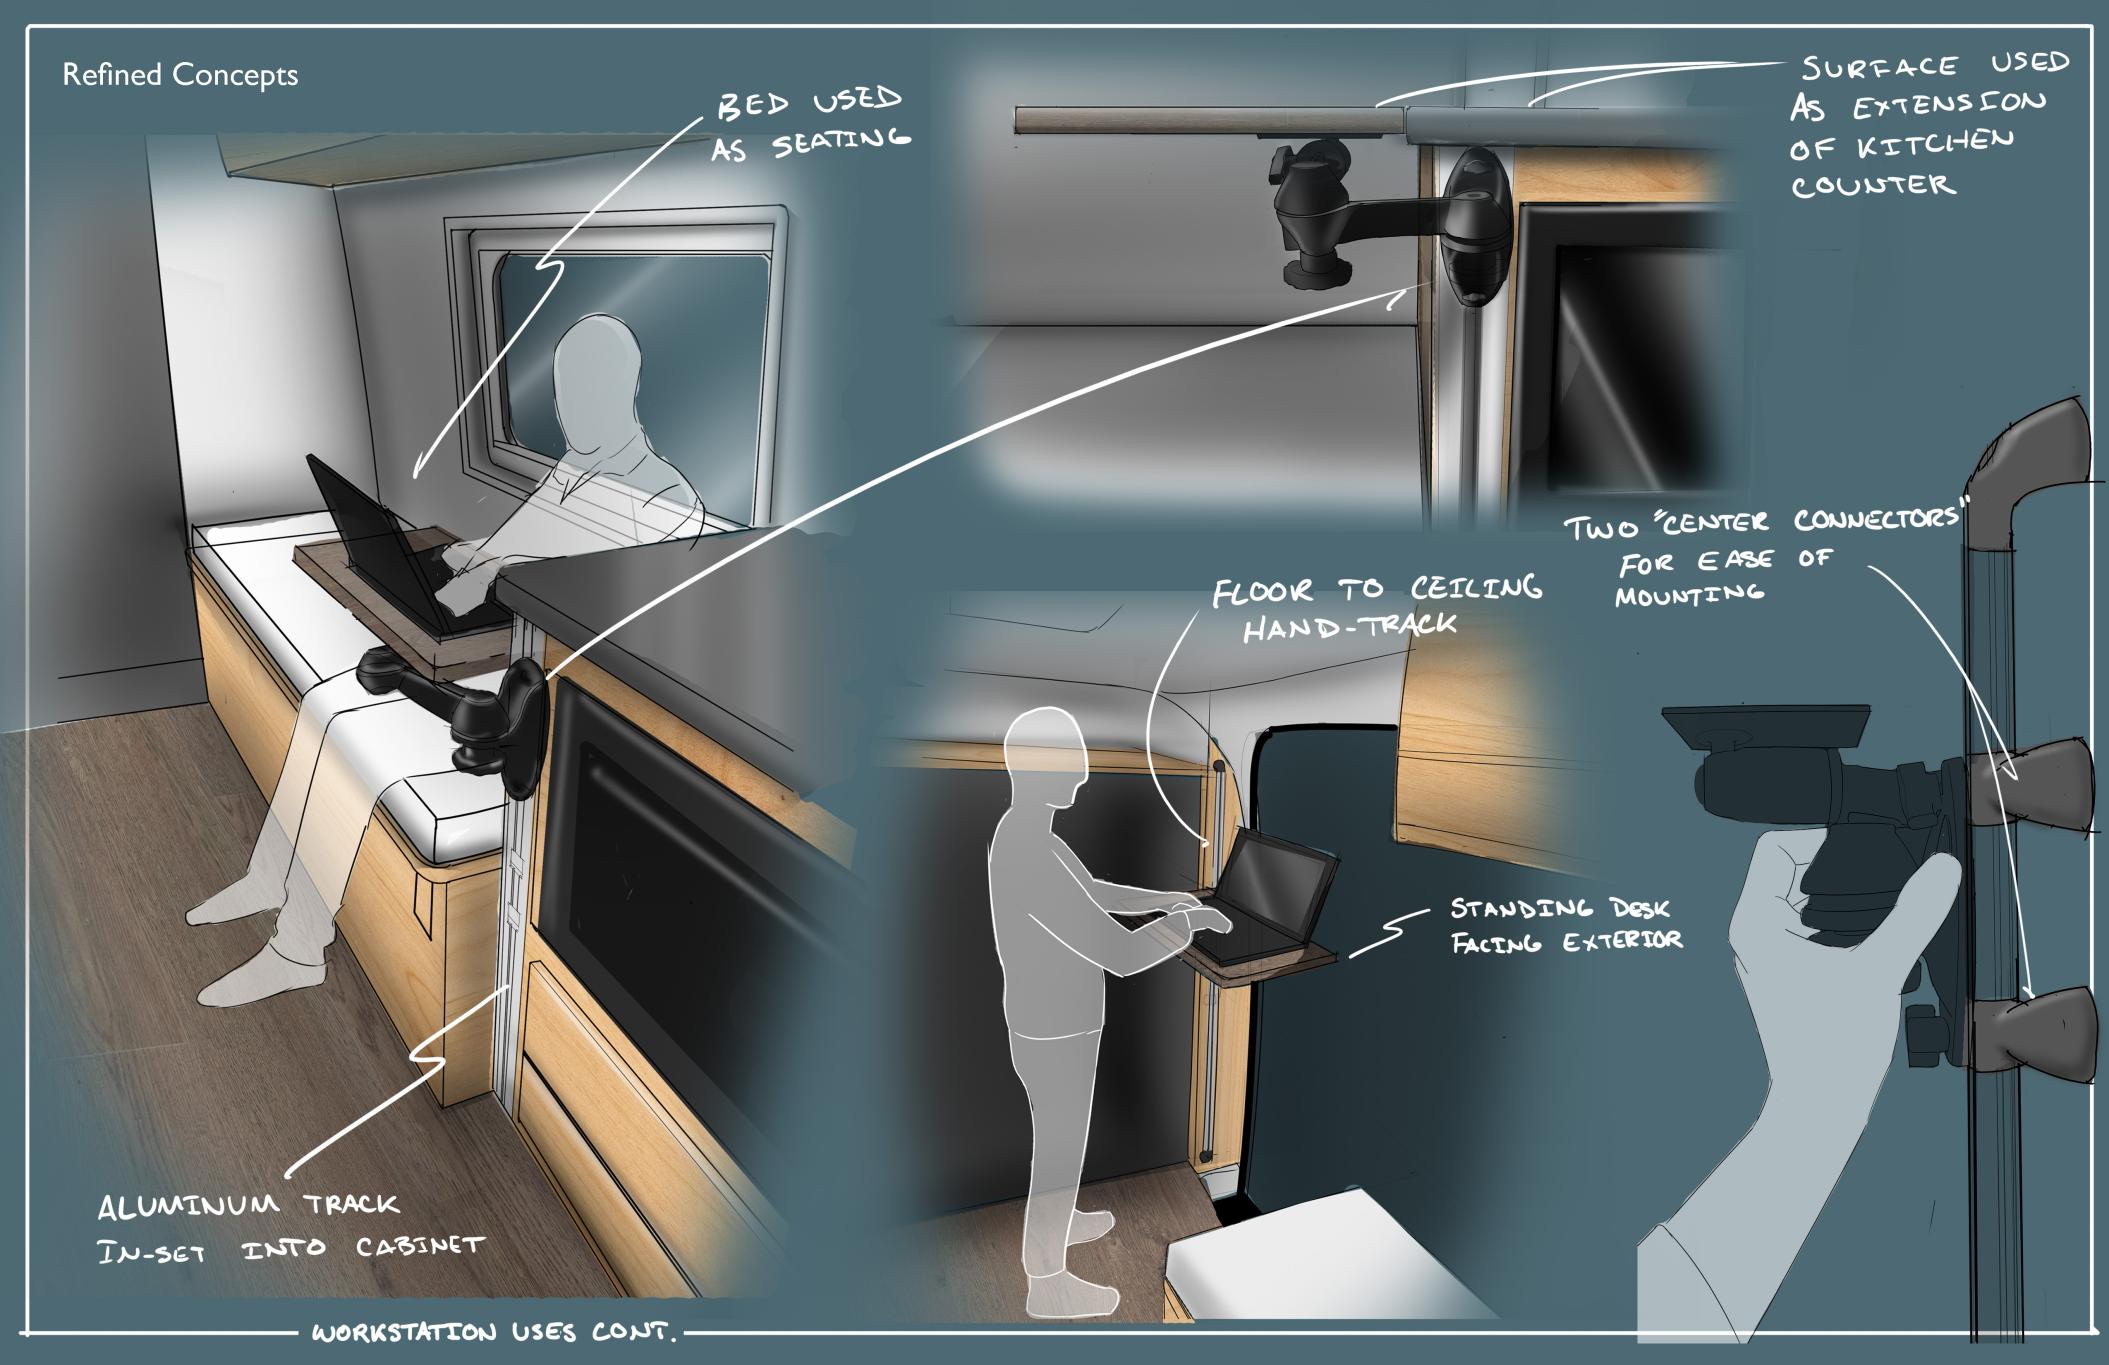 Refined Concepts
BED USED
AS SEATING
SURFACE USED
AS EXTENSION
OF KITCHEN
COUNTER
TWO "CENTER CONNECTORS"
FOR EASE OF
MOUNTING
FLOOR TO CEILING
HAND-TRACK
STANDING DESK
FACING EXTERIOR
ALUMINUM TRACK
IN-SET INTO CABINET
WORKSTATION USES CONT.